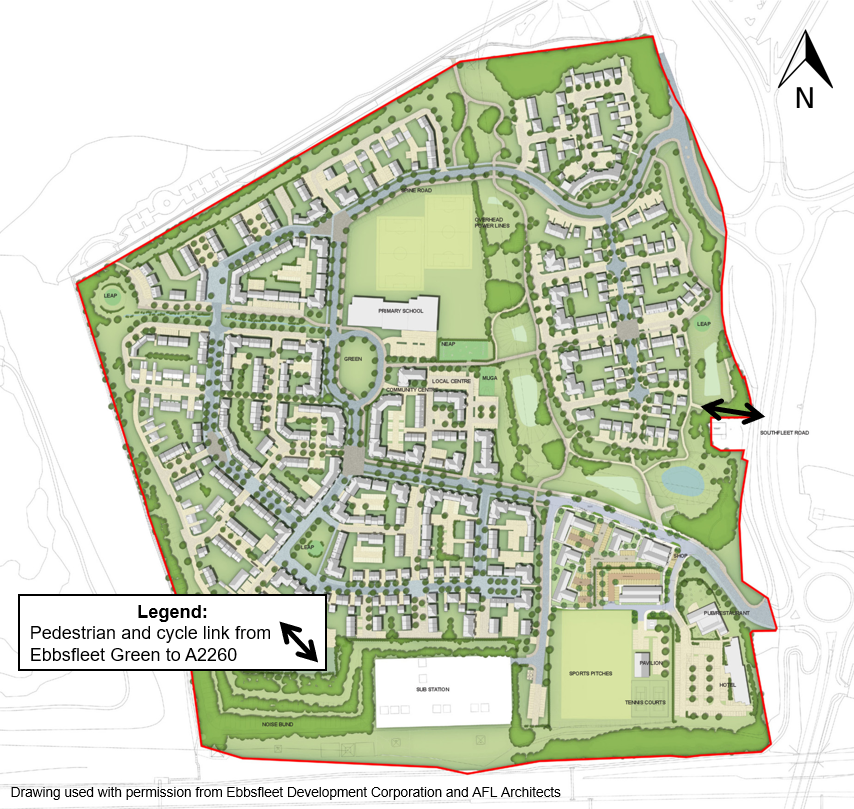 N
SPINE ROAD
OVERHEAD
POWER LINES
LEAP
PRIMARY SCHOOL
LEAP
NEAP
GREEN
LOCAL CENTRE
MUGA
COMMUNITY CENTRE
SOUTHFLEET ROAD
LEAP
SHOP
Legend:
Pedestrian and cycle link from
Ebbsfleet Green to A2260
PUB/RESTAURANT
PAVILION
SPORTS PITCHES
HOTEL
SUB STATION
TENNIS COURTS
NOISE BUND
Drawing used with permission from Ebbsfleet Development Corporation and AFL Architects